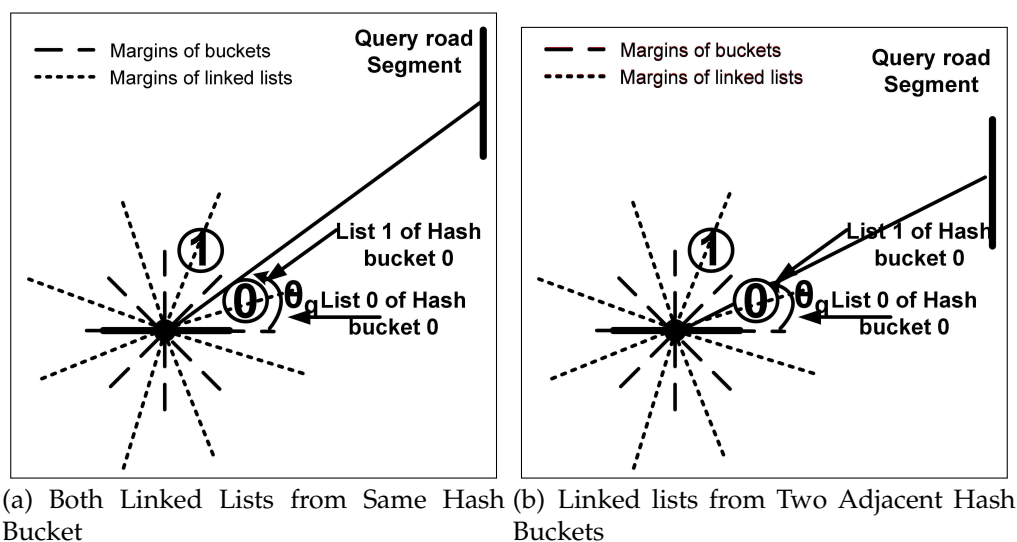 Margins of buckets
Margins of linked lists
Query road
Segment
1
List 1 of Hash
bucket 0
0
θq
List 0 of Hash
bucket 0
Margins of buckets
Margins of linked lists
Query road
Segment
1
List 1 of Hash
bucket 0
0
θq
List 0 of Hash
bucket 0
(a) Both Linked Lists from Same Hash
Bucket
(b) Linked lists from Two Adjacent Hash
Buckets